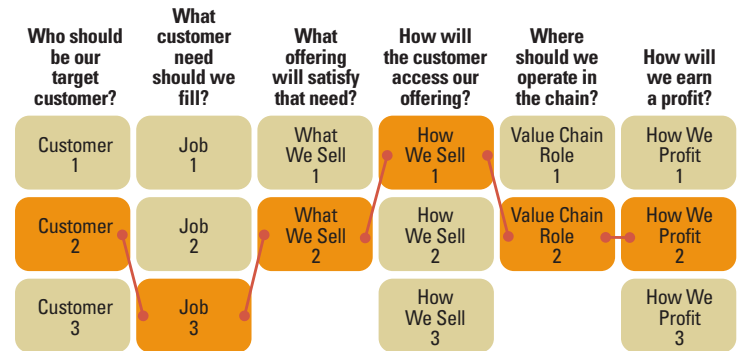 Who should
be our
target
customer?
What
customer
need
should we
fill?
What
offering
will satisfy
that need?
How will
the customer
access our
offering?
Where
should we
operate in
the chain?
How will
we earn
a profit?
Customer
1
Job
1
What
We Sell
1
How
We Sell
1
Value Chain
Role
1
How We
Profit
1
Customer
2
Job
2
What
We Sell
2
How
We Sell
2
Value Chain
Role
2
How We
Profit
2
Customer
3
Job
3
How
We Sell
3
How We
Profit
3